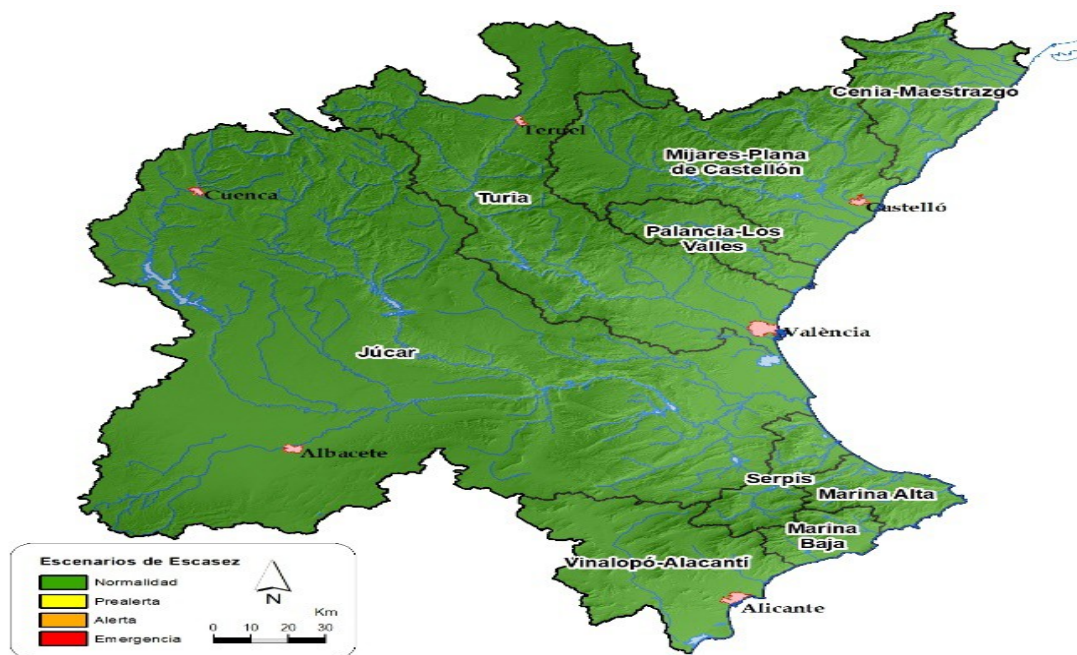 Cenia-Maestrazgo
Teruel
Mijares-Plana
de Castellón
Cuenca
Turia
Castelló
Palancia-Los
Valles
València
Júcar
Albacete
Serpis
Marina Alta
Marina
Baja
Vinalopó-Alacantí
Alicante
Escenarios de Escasez
Normalidad
Prealerta
Alerta
Emergencia
N
Km
0 10 20 30